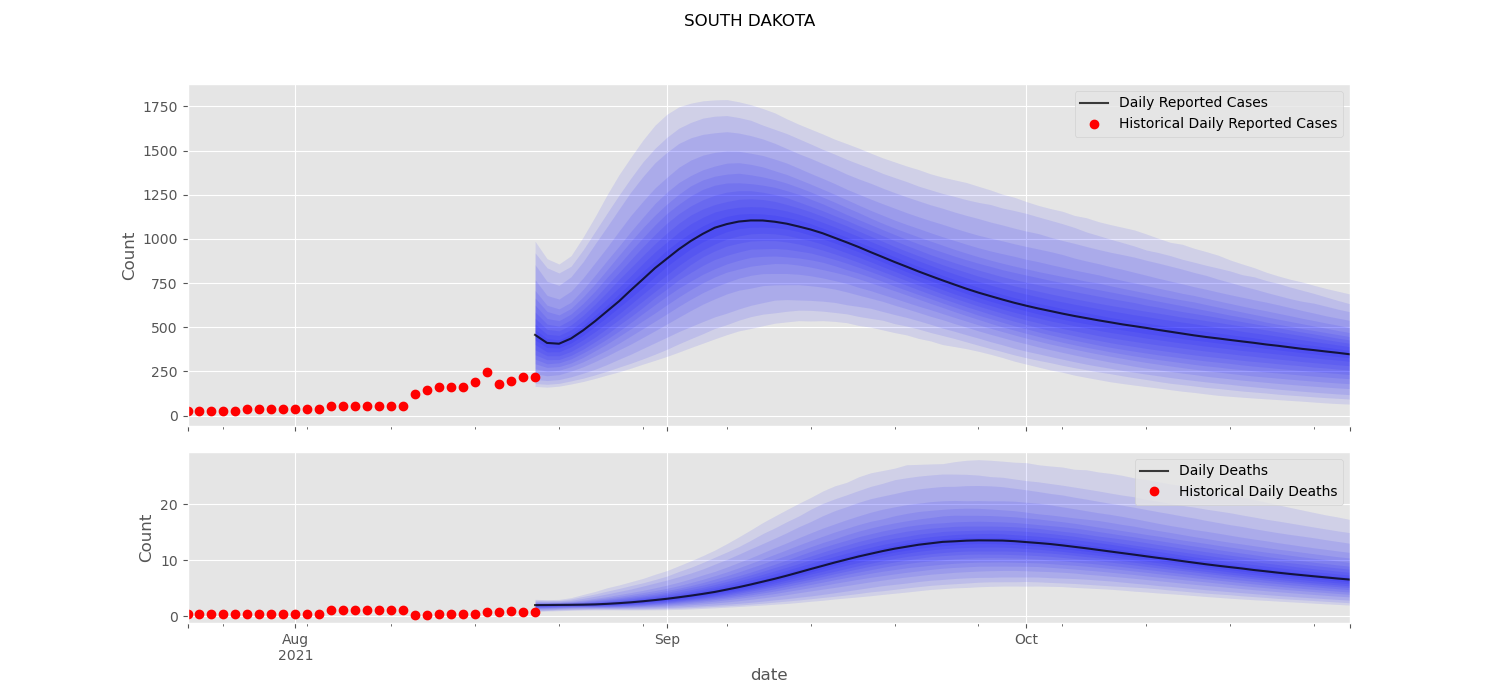 SOUTH DAKOTA
1750
1500
1250
1000
750
500
250
0
Count
Daily Reported Cases
Historical Daily Reported Cases
20
10
0
Count
Daily Deaths
Historical Daily Deaths
Aug
2021
Sep
Oct
date